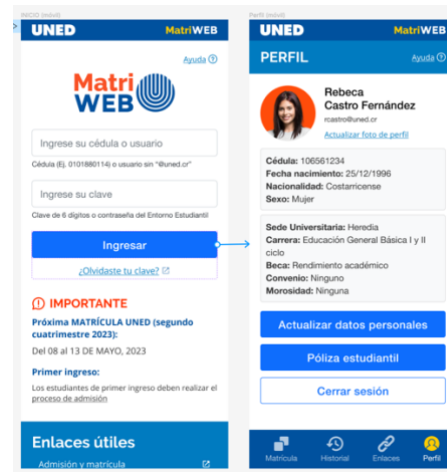 INICIO (móvil)
UNED
MatriWEB
Ayuda
Matri
WEB
Ingrese su cédula o usuario
Cédula (Ej. 0101880114) o usuario sin "@uned.cr"
Ingrese su clave
Clave de 6 dígitos o contraseña del Entorno Estudiantil
Ingresar
¿Olvidaste tu clave?
IMPORTANTE
Próxima MATRÍCULA UNED (segundo
cuatrimestre 2023):
Del 08 al 13 DE MAYO, 2023
Primer ingreso:
Los estudiantes de primer ingreso deben realizar el
proceso de admisión
Enlaces útiles
Admisión y matrícula
Perfil (móvil)
UNED
MatriWEB
PERFIL
Ayuda
Rebeca
Castro Fernández
rcastro@uned.cr
Actualizar foto de perfil
Cédula: 106561234
Fecha nacimiento: 25/12/1996
Nacionalidad: Costarricense
Sexo: Mujer
Sede Universitaria: Heredia
Carrera: Educación General Básica I y II
ciclo
Beca: Rendimiento académico
Convenio: Ninguno
Morosidad: Ninguna
Actualizar datos personales
Póliza estudiantil
Cerrar sesión
Matrícula
Historial
Enlaces
Perfil